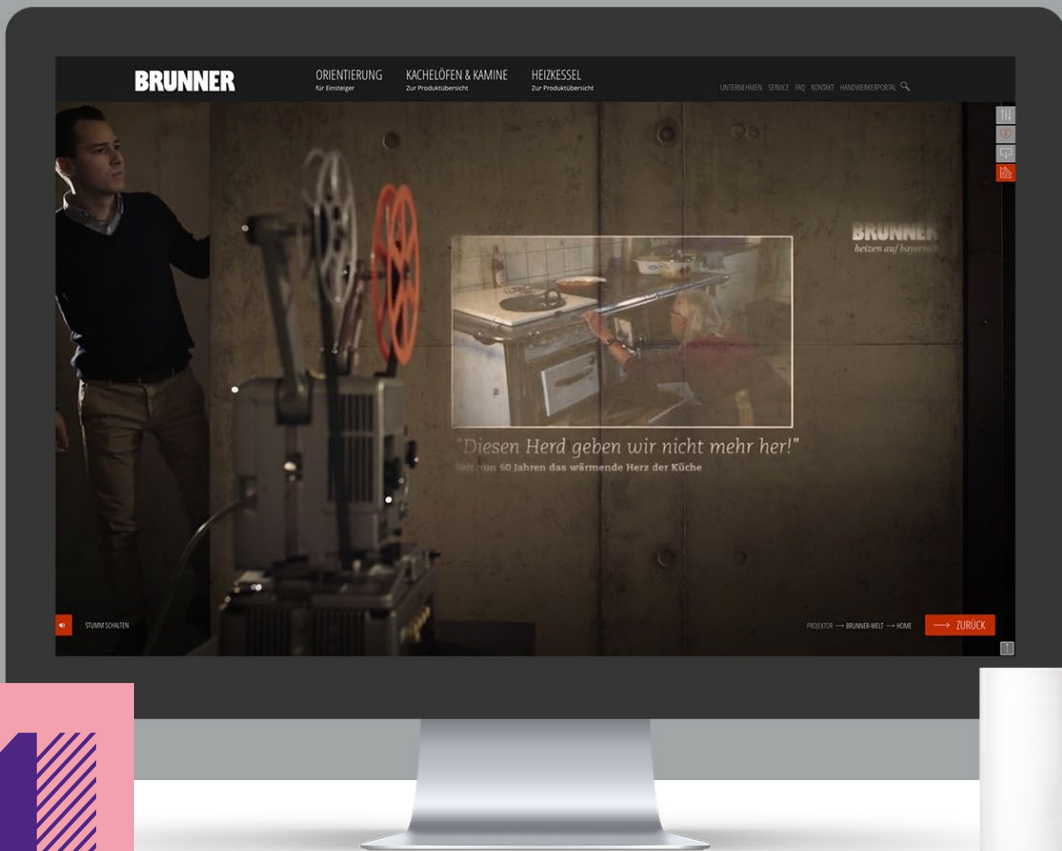 BRUNNER
ORIENTIERUNG
für Einsteiger
KACHELÖFEN & KAMINE
Zur Produktübersicht
HEIZKESSEL
Zur Produktübersicht
UNTERNEHMEN SERVICE FAQ KONTAKT HANDWERKERPORTAL
BRUNNER
heizen auf bayerisch
"Diesen Herd geben wir nicht mehr her!"
Seit nun 60 Jahren das wärmende Herz der Küche
STUMM SCHALTEN
PROJEKTOR → BRUNNER-WELT → HOME
→ ZURÜCK
1